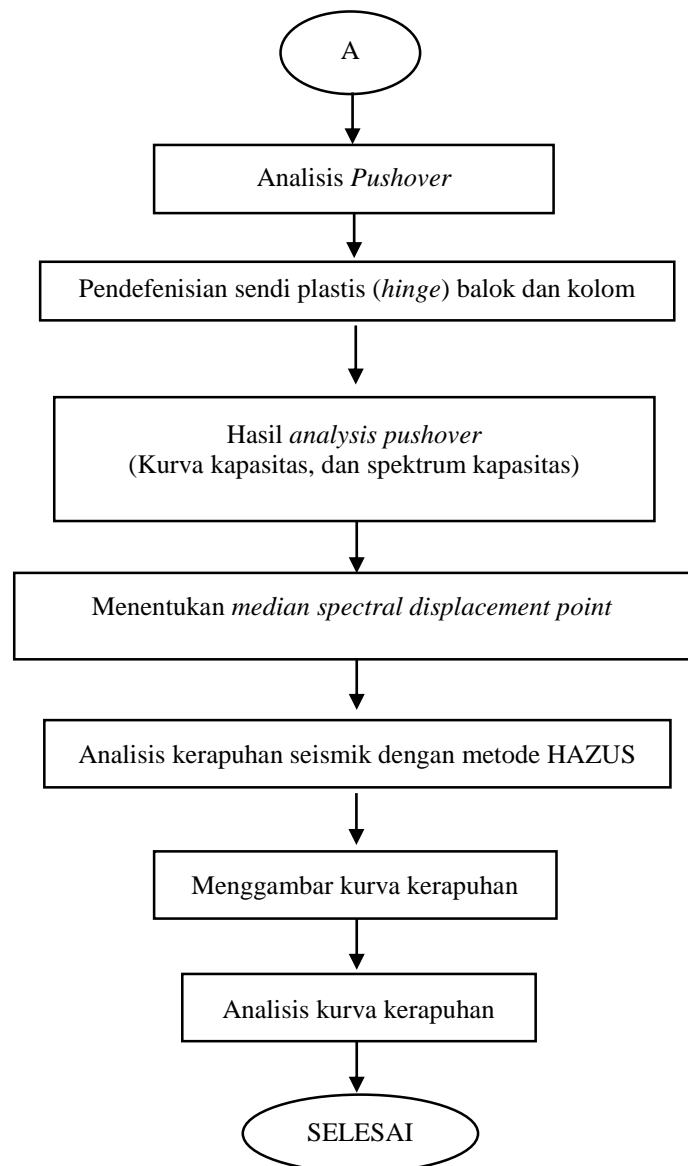 A
Analisis Pushover
Pendefenisian sendi plastis (hinge) balok dan kolom
Hasil analysis pushover
(Kurva kapasitas, dan spektrum kapasitas)
Menentukan median spectral displacement point
Analisis kerapuhan seismik dengan metode HAZUS
Menggambar kurva kerapuhan
Analisis kurva kerapuhan
SELESAI